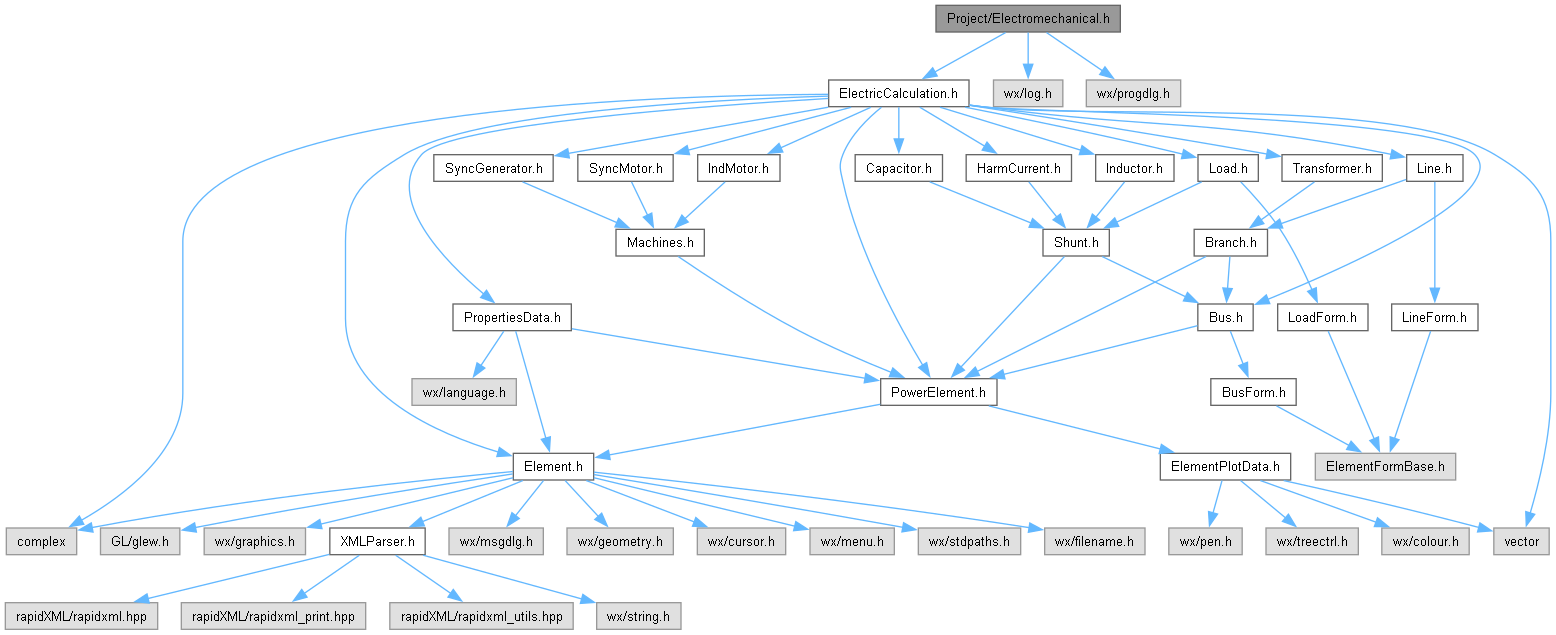 Project/Electromechanical.h
ElectricCalculation.h
wx/log.h
wx/progdlg.h
SyncGenerator.h
SyncMotor.h
IndMotor.h
Capacitor.h
HarmCurrent.h
Inductor.h
Load.h
Transformer.h
Line.h
Machines.h
Shunt.h
Branch.h
PropertiesData.h
Bus.h
LoadForm.h
LineForm.h
wx/language.h
PowerElement.h
BusForm.h
Element.h
ElementPlotData.h
ElementFormBase.h
complex
GL/glew.h
wx/graphics.h
XMLParser.h
wx/msgdlg.h
wx/geometry.h
wx/cursor.h
wx/menu.h
wx/stdpaths.h
wx/filename.h
wx/pen.h
wx/treectrl.h
wx/colour.h
vector
rapidXML/rapidxml.hpp
rapidXML/rapidxml_print.hpp
rapidXML/rapidxml_utils.hpp
wx/string.h